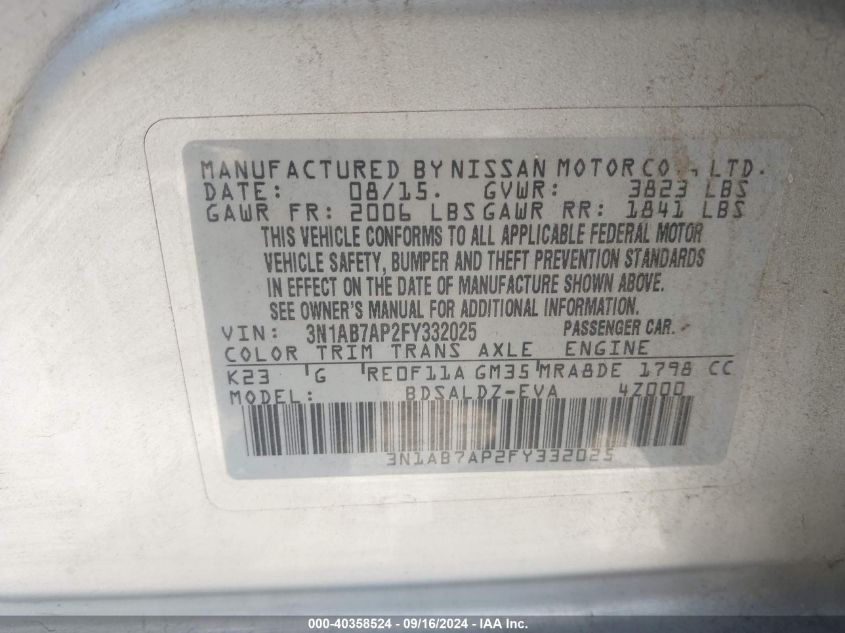 MANUFACTURED BY NISSAN MOTOR CO., LTD.
DATE: 08/15. GVWR: 3823 LBS
GAWR FR: 2006 LBS GAWR RR: 1841 LBS
THIS VEHICLE CONFORMS TO ALL APPLICABLE FEDERAL MOTOR
VEHICLE SAFETY, BUMPER AND THEFT PREVENTION STANDARDS
IN EFFECT ON THE DATE OF MANUFACTURE SHOWN ABOVE.
SEE OWNER'S MANUAL FOR ADDITIONAL INFORMATION.
VIN: 3N1AB7AP2FY332025 PASSENGER CAR.
COLOR TRIM TRANS AXLE ENGINE
K23 G RE0F11A GM35 MRA8DE 1798 CC
MODEL: BDSALDZ-EVA 4Z000
3N1AB7AP2FY332025
000-40358524 - 09/16/2024 - IAA Inc.